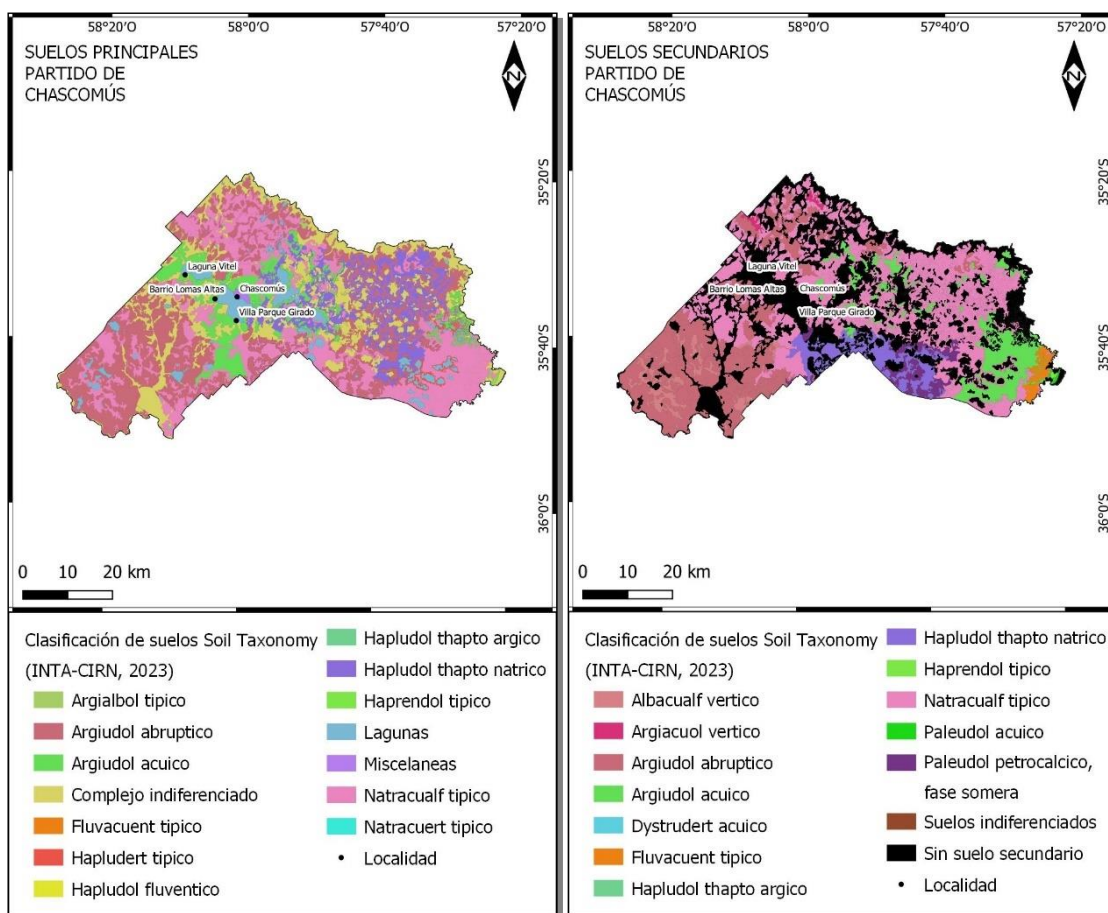 58°20'O 58°0'O 57°40'O 57°20'O
SUELOS PRINCIPALES
PARTIDO DE
CHASCOMÚS
N
35°20'S
35°40'S
36°0'S
Laguna Vitel
Barrio Lomas Altas
Chascomús
Villa Parque Girado
0 10 20 km
Clasificación de suelos Soil Taxonomy
(INTA-CIRN, 2023)
Argialbol tipico
Argiudol abruptico
Argiudol acuico
Complejo indiferenciado
Fluvacuent tipico
Hapludert tipico
Hapludol fluventico
Hapludol thapto argico
Hapludol thapto natrico
Haprendol tipico
Lagunas
Miscelaneas
Natracualf tipico
Natracuert tipico
Localidad
58°20'O 58°0'O 57°40'O 57°20'O
SUELOS SECUNDARIOS
PARTIDO DE
CHASCOMÚS
N
35°20'S
35°40'S
36°0'S
Laguna Vitel
Barrio Lomas Altas
Chascomús
Villa Parque Girado
0 10 20 km
Clasificación de suelos Soil Taxonomy
(INTA-CIRN, 2023)
Albacualf vertico
Argiacuol vertico
Argiudol abruptico
Argiudol acuico
Dystrudert acuico
Fluvacuent tipico
Hapludol thapto argico
Hapludol thapto natrico
Haprendol tipico
Natracualf tipico
Paleudol acuico
Paleudol petrocalcico,
fase somera
Suelos indiferenciados
Sin suelo secundario
Localidad